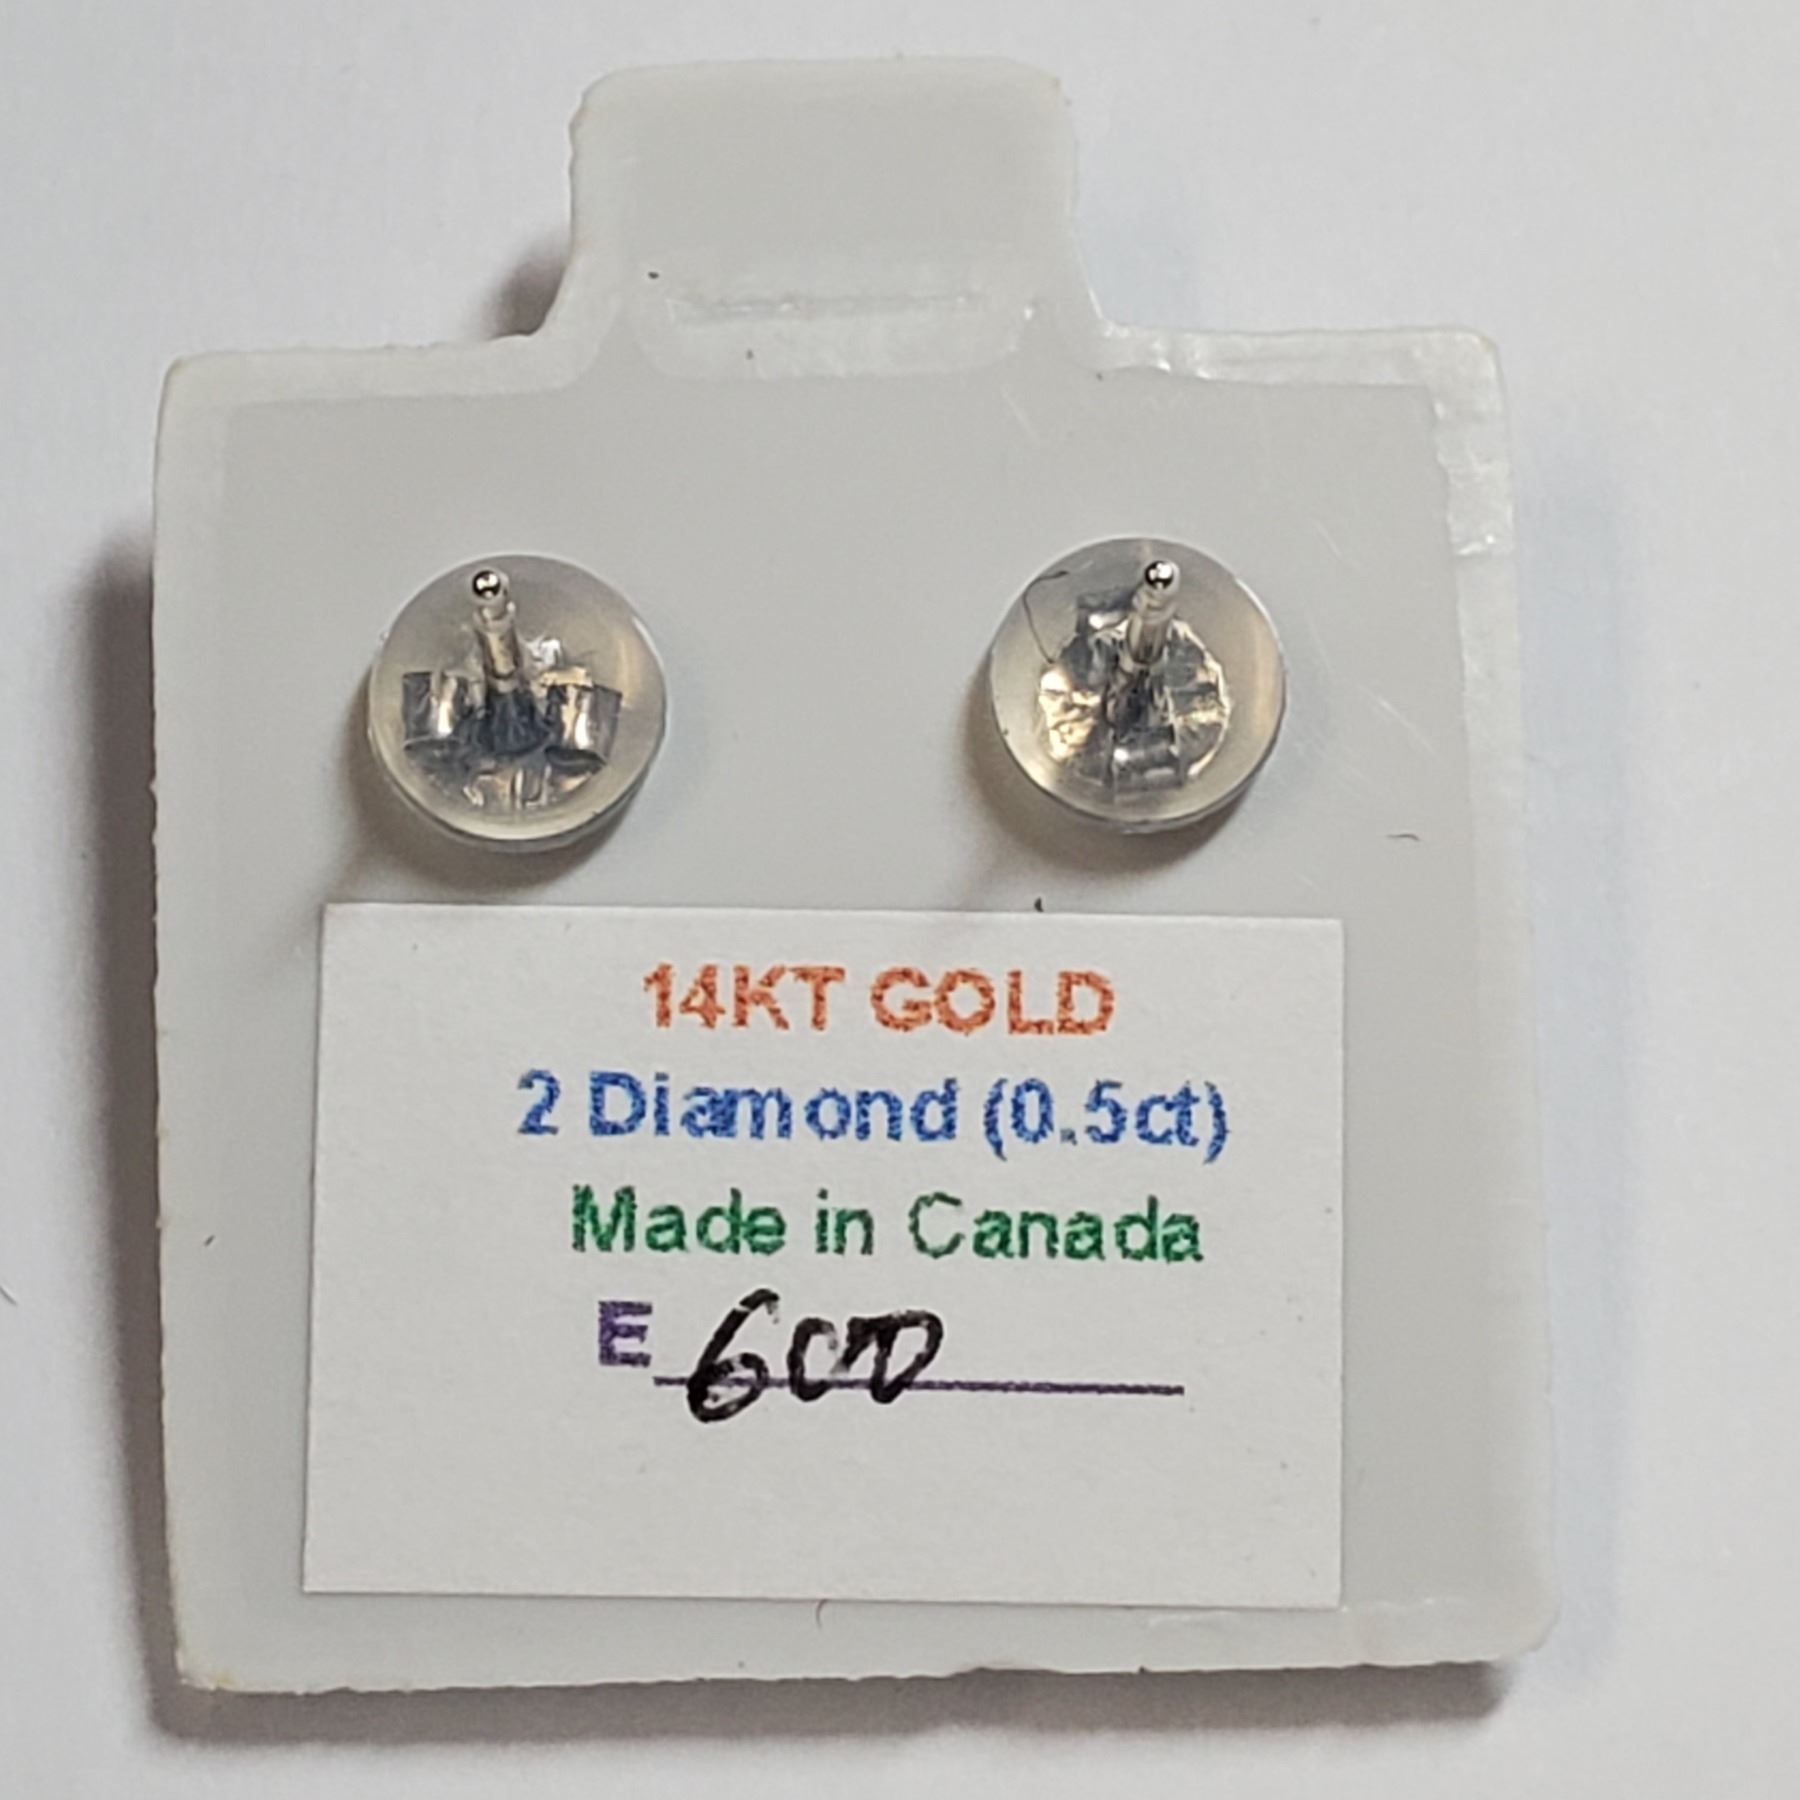 14KT GOLD
2 Diamond (0.5ct)
Made in Canada
E 600